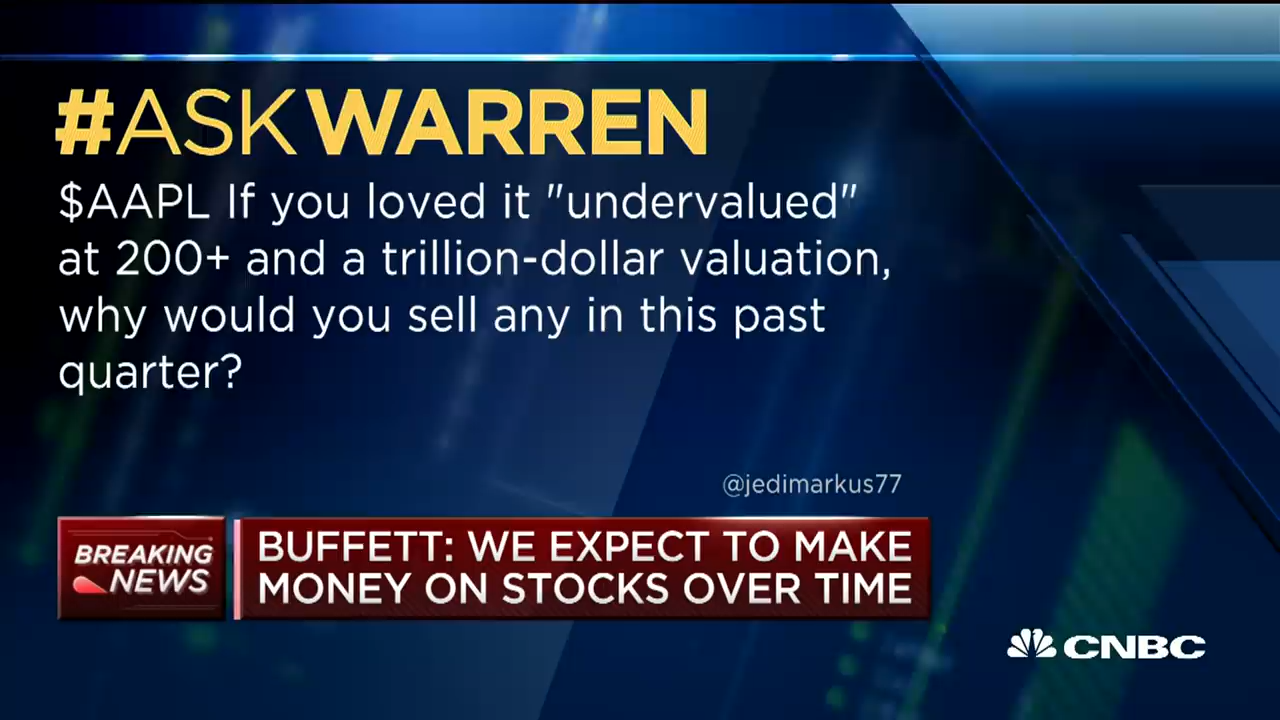 #ASKWARREN
$AAPL If you loved it "undervalued"
at 200+ and a trillion-dollar valuation,
why would you sell any in this past
quarter?
@jedimarkus77
BREAKING
NEWS
BUFFETT: WE EXPECT TO MAKE
MONEY ON STOCKS OVER TIME
CNBC